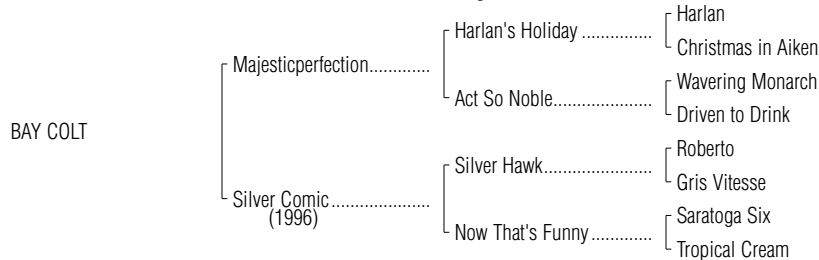 Harlan
Harlan's Holiday ...............
Christmas in Aiken
Majesticperfection.............
Wavering Monarch
Act So Noble.....................
Driven to Drink
BAY COLT
Roberto
Silver Hawk.......................
Gris Vitesse
Silver Comic.....................
(1996)
Saratoga Six
Now That's Funny.............
Tropical Cream